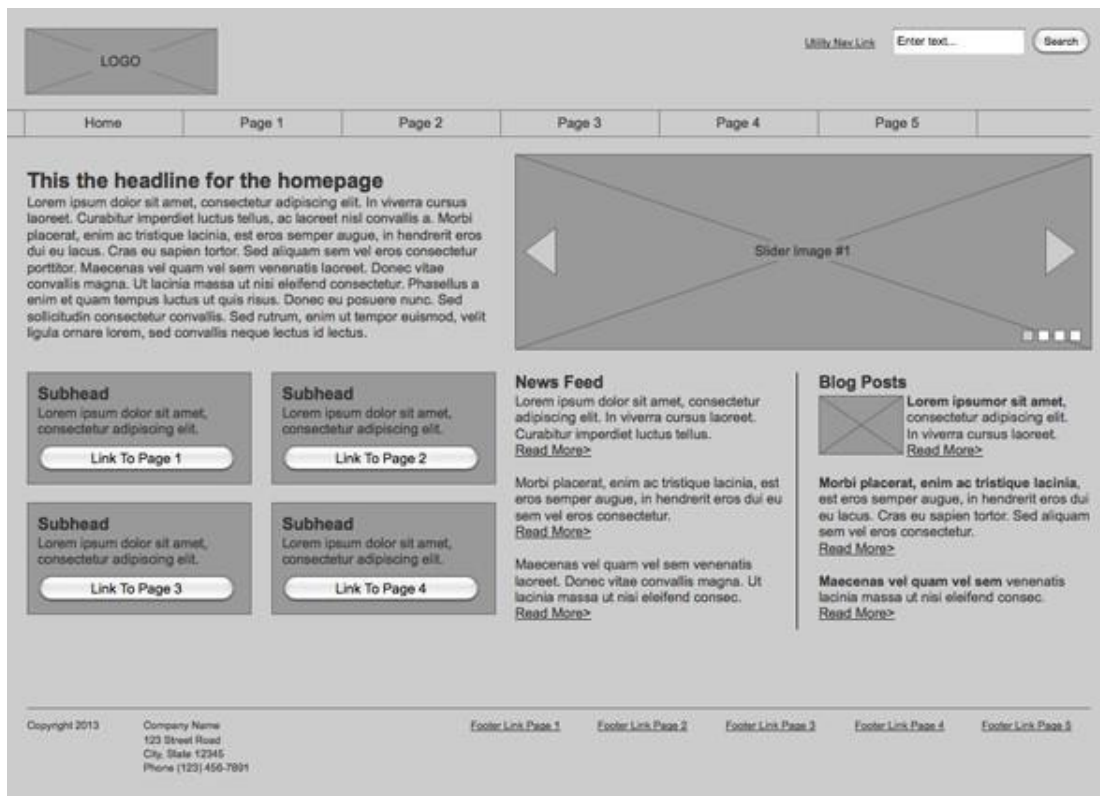 LOGO
Utility Nav Link
Enter text...
Search
Home
Page 1
Page 2
Page 3
Page 4
Page 5
This the headline for the homepage
Lorem ipsum dolor sit amet, consectetur adipiscing elit. In viverra cursus
laoreet. Curabitur imperdiet luctus tellus, ac laoreet nisl convallis a. Morbi
placerat, enim ac tristique lacinia, est eros semper augue, in hendrerit eros
dui eu lacus. Cras eu sapien tortor. Sed aliquam sem vel eros consectetur
porttitor. Maecenas vel quam vel sem venenatis laoreet. Donec vitae
convallis magna. Ut lacinia massa ut nisi eleifend consectetur. Phasellus a
enim et quam tempus luctus ut quis risus. Donec eu posuere nunc. Sed
sollicitudin consectetur convallis. Sed rutrum, enim ut tempor euismod, velit
ligula ornare lorem, sed convallis neque lectus id lectus.
Slider Image #1
Subhead
Lorem ipsum dolor sit amet,
consectetur adipiscing elit.
Link To Page 1
Subhead
Lorem ipsum dolor sit amet,
consectetur adipiscing elit.
Link To Page 2
Subhead
Lorem ipsum dolor sit amet,
consectetur adipiscing elit.
Link To Page 3
Subhead
Lorem ipsum dolor sit amet,
consectetur adipiscing elit.
Link To Page 4
News Feed
Lorem ipsum dolor sit amet, consectetur
adipiscing elit. In viverra cursus laoreet.
Curabitur imperdiet luctus tellus.
Read More>
Morbi placerat, enim ac tristique lacinia, est
eros semper augue, in hendrerit eros dui eu
sem vel eros consectetur.
Read More>
Maecenas vel quam vel sem venenatis
laoreet. Donec vitae convallis magna. Ut
lacinia massa ut nisi eleifend consec.
Read More>
Blog Posts
Lorem ipsumor sit amet,
consectetur adipiscing elit.
In viverra cursus laoreet.
Read More>
Morbi placerat, enim ac tristique lacinia,
est eros semper augue, in hendrerit eros dui
eu lacus. Cras eu sapien tortor. Sed aliquam
sem vel eros consectetur.
Read More>
Maecenas vel quam vel sem venenatis
lacinia massa ut nisi eleifend consec.
Read More>
Copyright 2013
Company Name
123 Street Road
City, State 12345
Phone (123) 456-7891
Footer Link Page 1
Footer Link Page 2
Footer Link Page 3
Footer Link Page 4
Footer Link Page 5